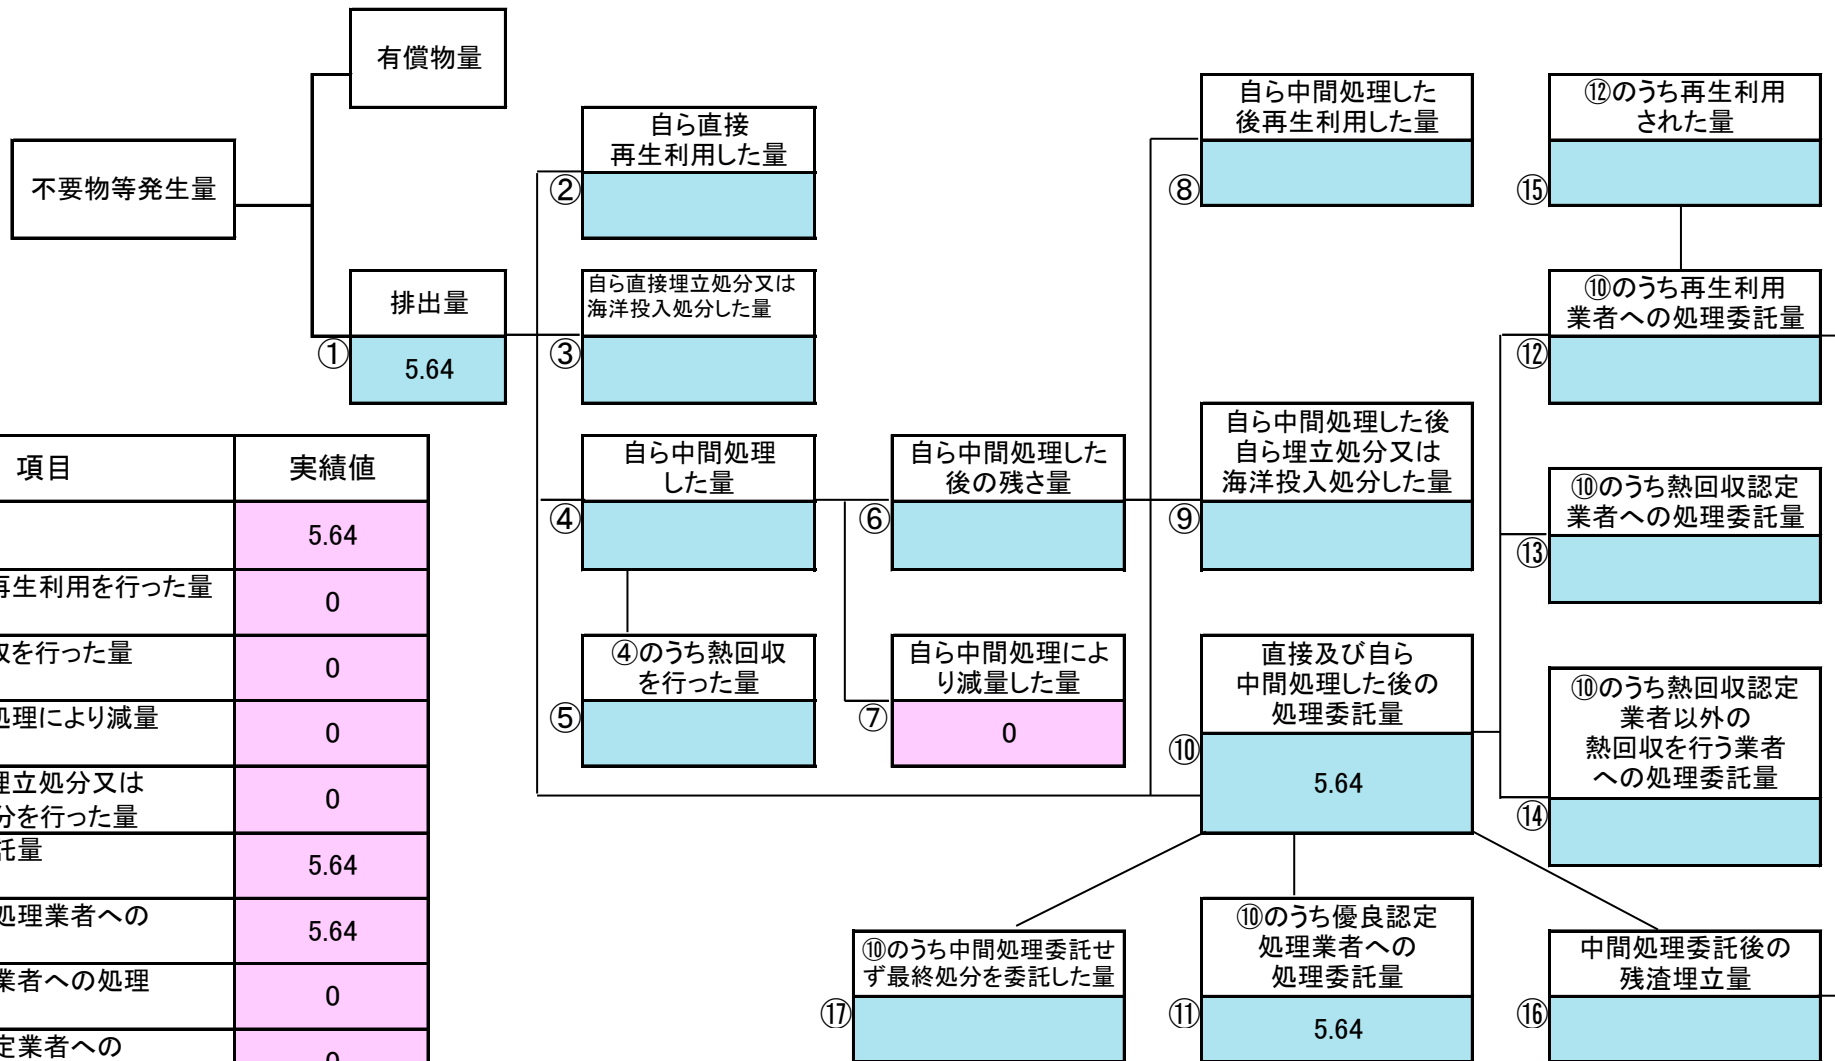 有償物量
不要物等発生量
排出量
①
5.64
自ら直接
再生利用した量
②
自ら直接埋立処分又は
海洋投入処分した量
③
自ら中間処理
した量
④
④のうち熱回収
を行った量
⑤
自ら中間処理した
後の残さ量
⑥
自ら中間処理によ
り減量した量
⑦
0
自ら中間処理した
後再生利用した量
⑧
自ら中間処理した後
自ら埋立処分又は
海洋投入処分した量
⑨
直接及び自ら
中間処理した後の
処理委託量
⑩
5.64
⑫のうち再生利用
された量
⑮
⑩のうち再生利用
業者への処理委託量
⑫
⑩のうち熱回収認定
業者への処理委託量
⑬
⑩のうち熱回収認定
業者以外の
熱回収を行う業者
への処理委託量
⑭
⑩のうち中間処理委託せ
ず最終処分を委託した量
⑰
⑩のうち優良認定
処理業者への
処理委託量
⑪
5.64
中間処理委託後の
残渣埋立量
⑯
項目 実績値
5.64
再生利用を行った量 0
を行った量 0
処理により減量 0
埋立処分又は
分を行った量 0
託量 5.64
処理業者への 5.64
業者への処理 0
定業者への 0